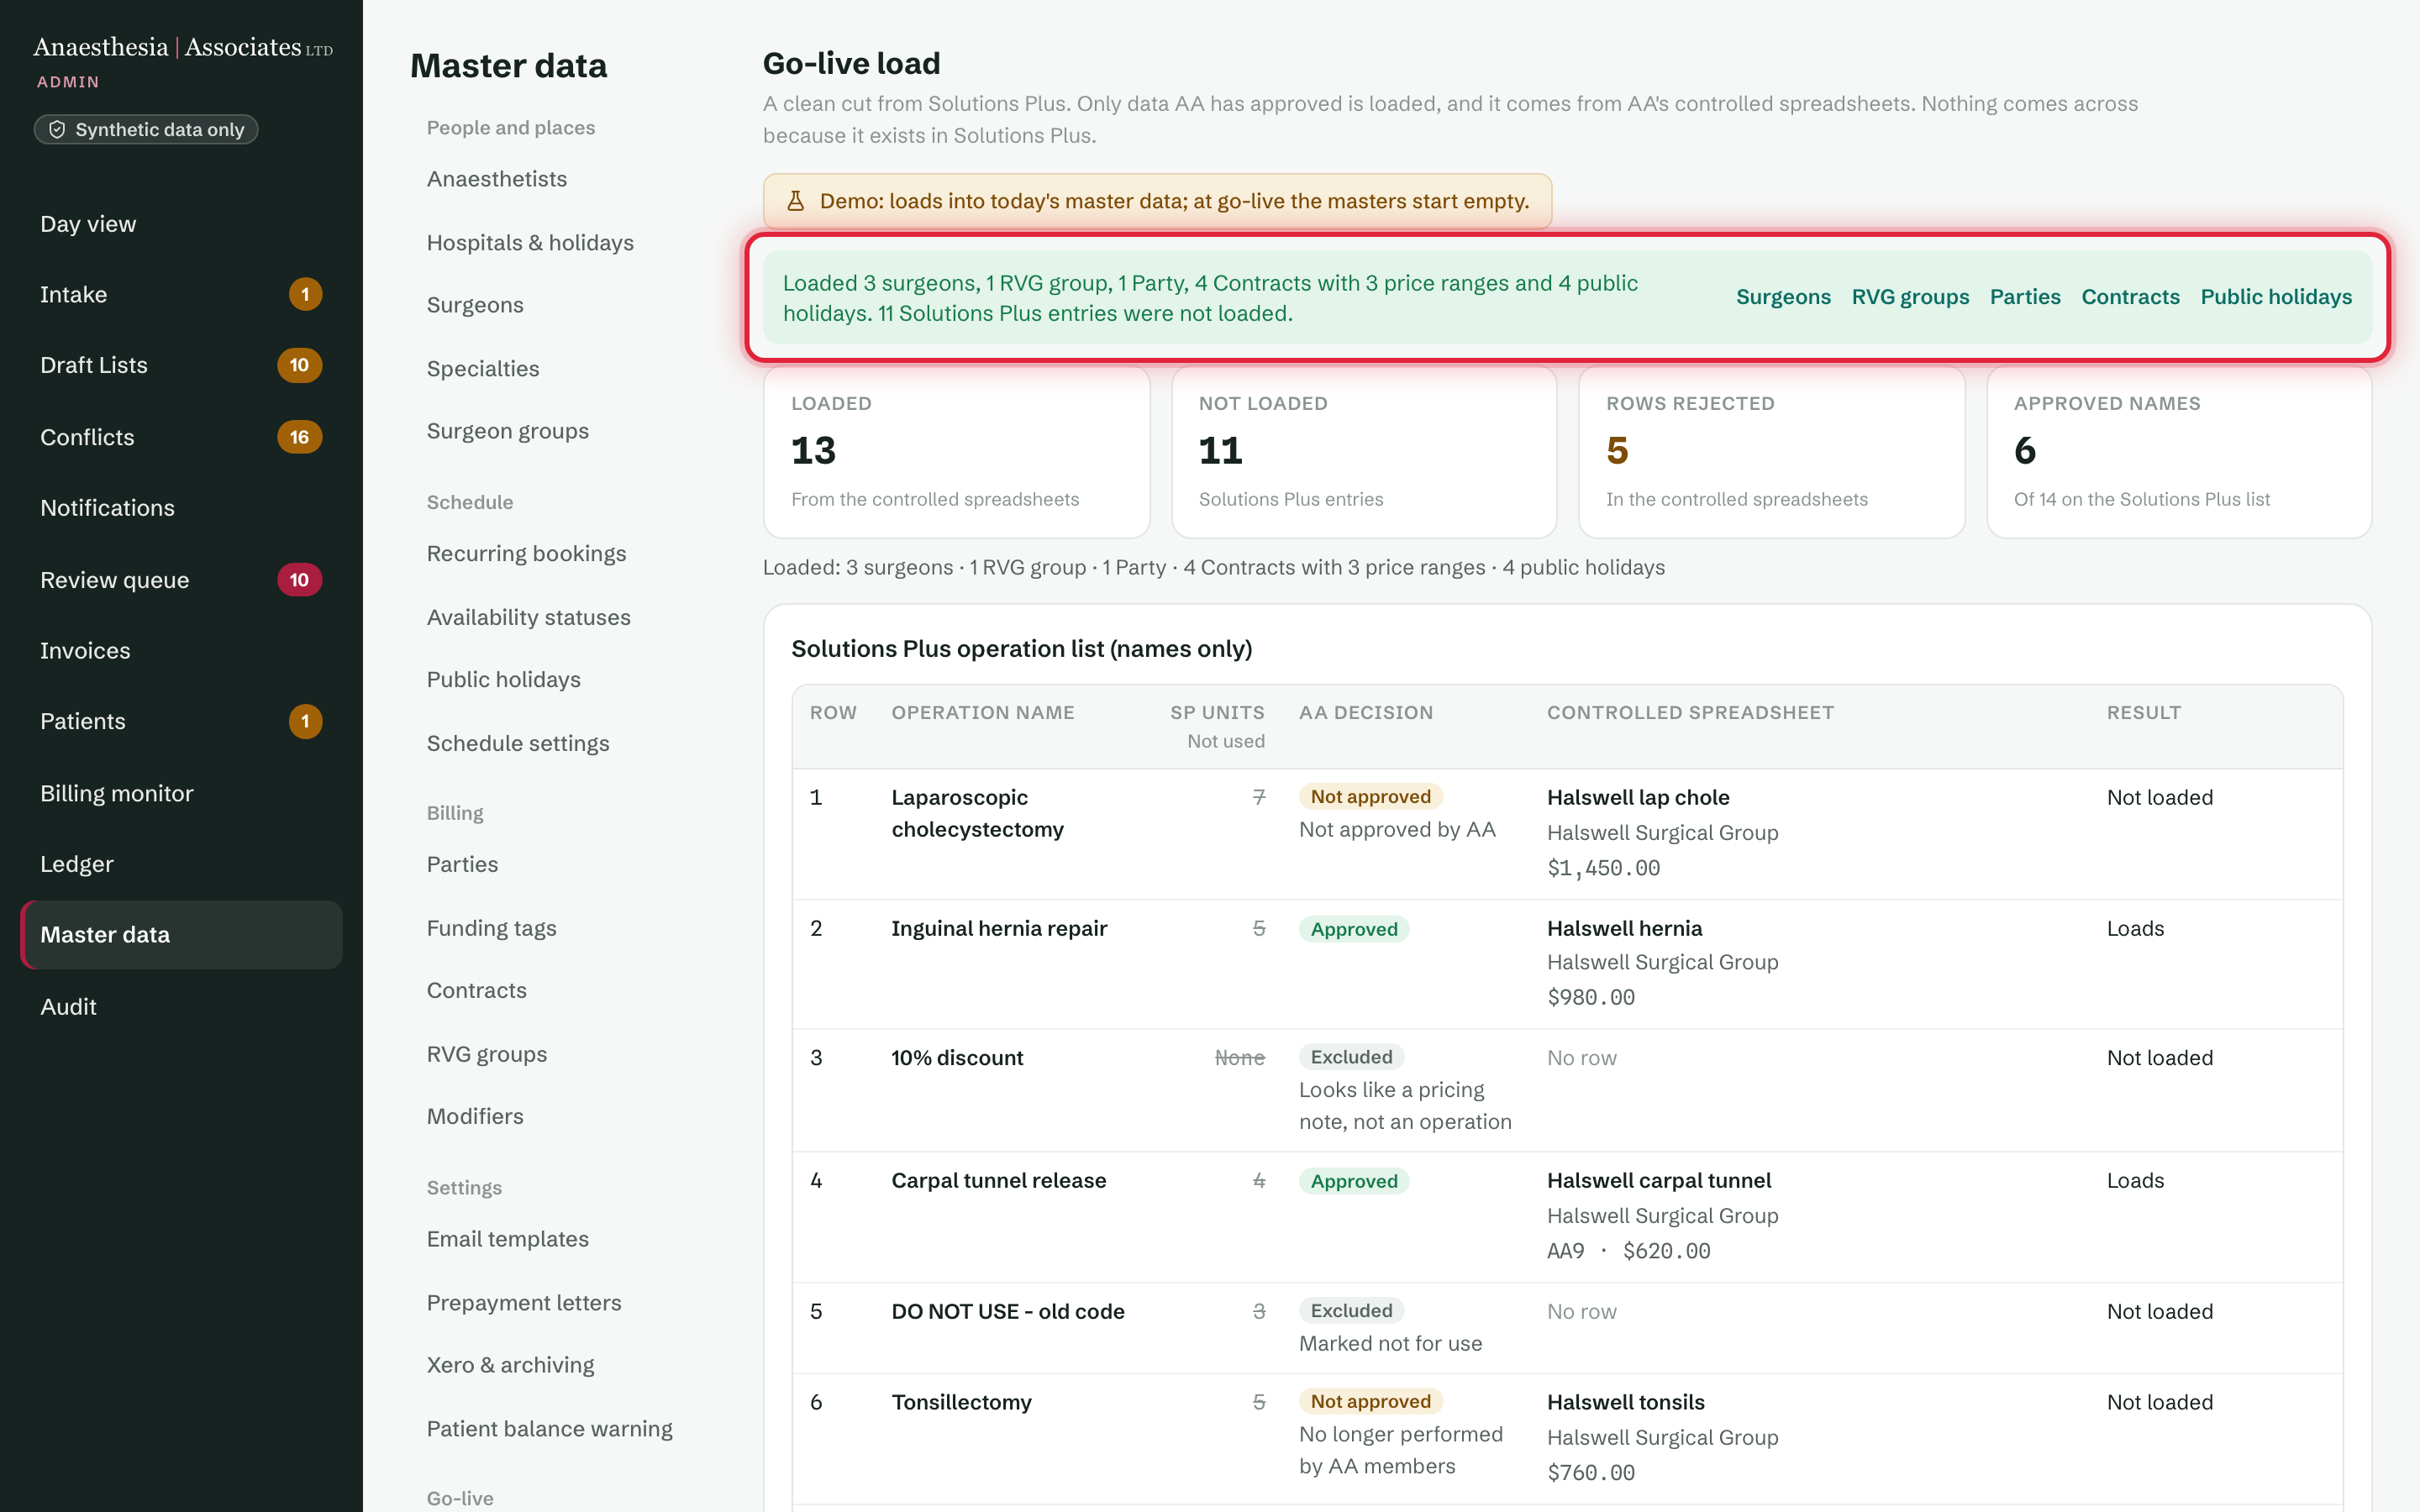 Anaesthesia | Associates LTD
ADMIN
Synthetic data only
Day view
Intake 1
Draft Lists 10
Conflicts 16
Notifications
Review queue 10
Invoices
Patients 1
Billing monitor
Ledger
Master data
Audit
Master data
People and places
Anaesthetists
Hospitals & holidays
Surgeons
Specialties
Surgeon groups
Schedule
Recurring bookings
Availability statuses
Public holidays
Schedule settings
Billing
Parties
Funding tags
Contracts
RVG groups
Modifiers
Settings
Email templates
Prepayment letters
Xero & archiving
Patient balance warning
Go-live
Go-live load
A clean cut from Solutions Plus. Only data AA has approved is loaded, and it comes from AA's controlled spreadsheets. Nothing comes across
because it exists in Solutions Plus.
Demo: loads into today's master data; at go-live the masters start empty.
Loaded 3 surgeons, 1 RVG group, 1 Party, 4 Contracts with 3 price ranges and 4 public
holidays. 11 Solutions Plus entries were not loaded.
Surgeons RVG groups Parties Contracts Public holidays
LOADED
13
From the controlled spreadsheets
NOT LOADED
11
Solutions Plus entries
ROWS REJECTED
5
In the controlled spreadsheets
APPROVED NAMES
6
Of 14 on the Solutions Plus list
Loaded: 3 surgeons · 1 RVG group · 1 Party · 4 Contracts with 3 price ranges · 4 public holidays
Solutions Plus operation list (names only)
ROW OPERATION NAME SP UNITS AA DECISION CONTROLLED SPREADSHEET RESULT
Not used
1 Laparoscopic 7 Not approved Halswell lap chole Not loaded
cholecystectomy Not approved by AA Halswell Surgical Group
$1,450.00
2 Inguinal hernia repair 5 Approved Halswell hernia Loads
Halswell Surgical Group
$980.00
3 10% discount None Excluded No row Not loaded
Looks like a pricing
note, not an operation
4 Carpal tunnel release 4 Approved Halswell carpal tunnel Loads
Halswell Surgical Group
AA9 · $620.00
5 DO NOT USE - old code 3 Excluded No row Not loaded
Marked not for use
6 Tonsillectomy 5 Not approved Halswell tonsils Not loaded
No longer performed Halswell Surgical Group
by AA members $760.00